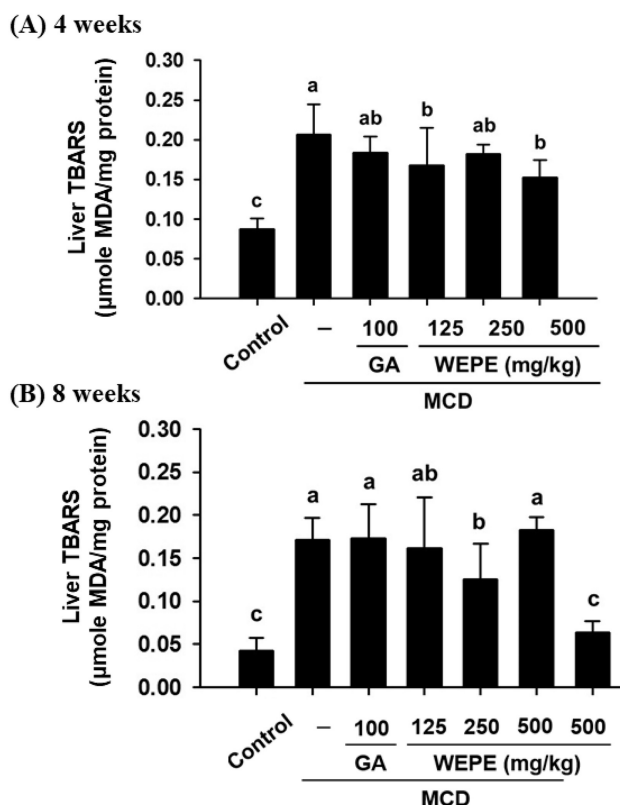 (A) 4 weeks
Liver TBARS
(µmole MDA/mg protein)
0.30
0.25
0.20
0.15
0.10
0.05
0.00
c
a
ab
b
ab
b
Control
– 100 125 250 500
GA WEPE (mg/kg)
MCD
(B) 8 weeks
Liver TBARS
(µmole MDA/mg protein)
0.30
0.25
0.20
0.15
0.10
0.05
0.00
c
a
a
ab
b
a
c
Control
– 100 125 250 500 500
GA WEPE (mg/kg)
MCD